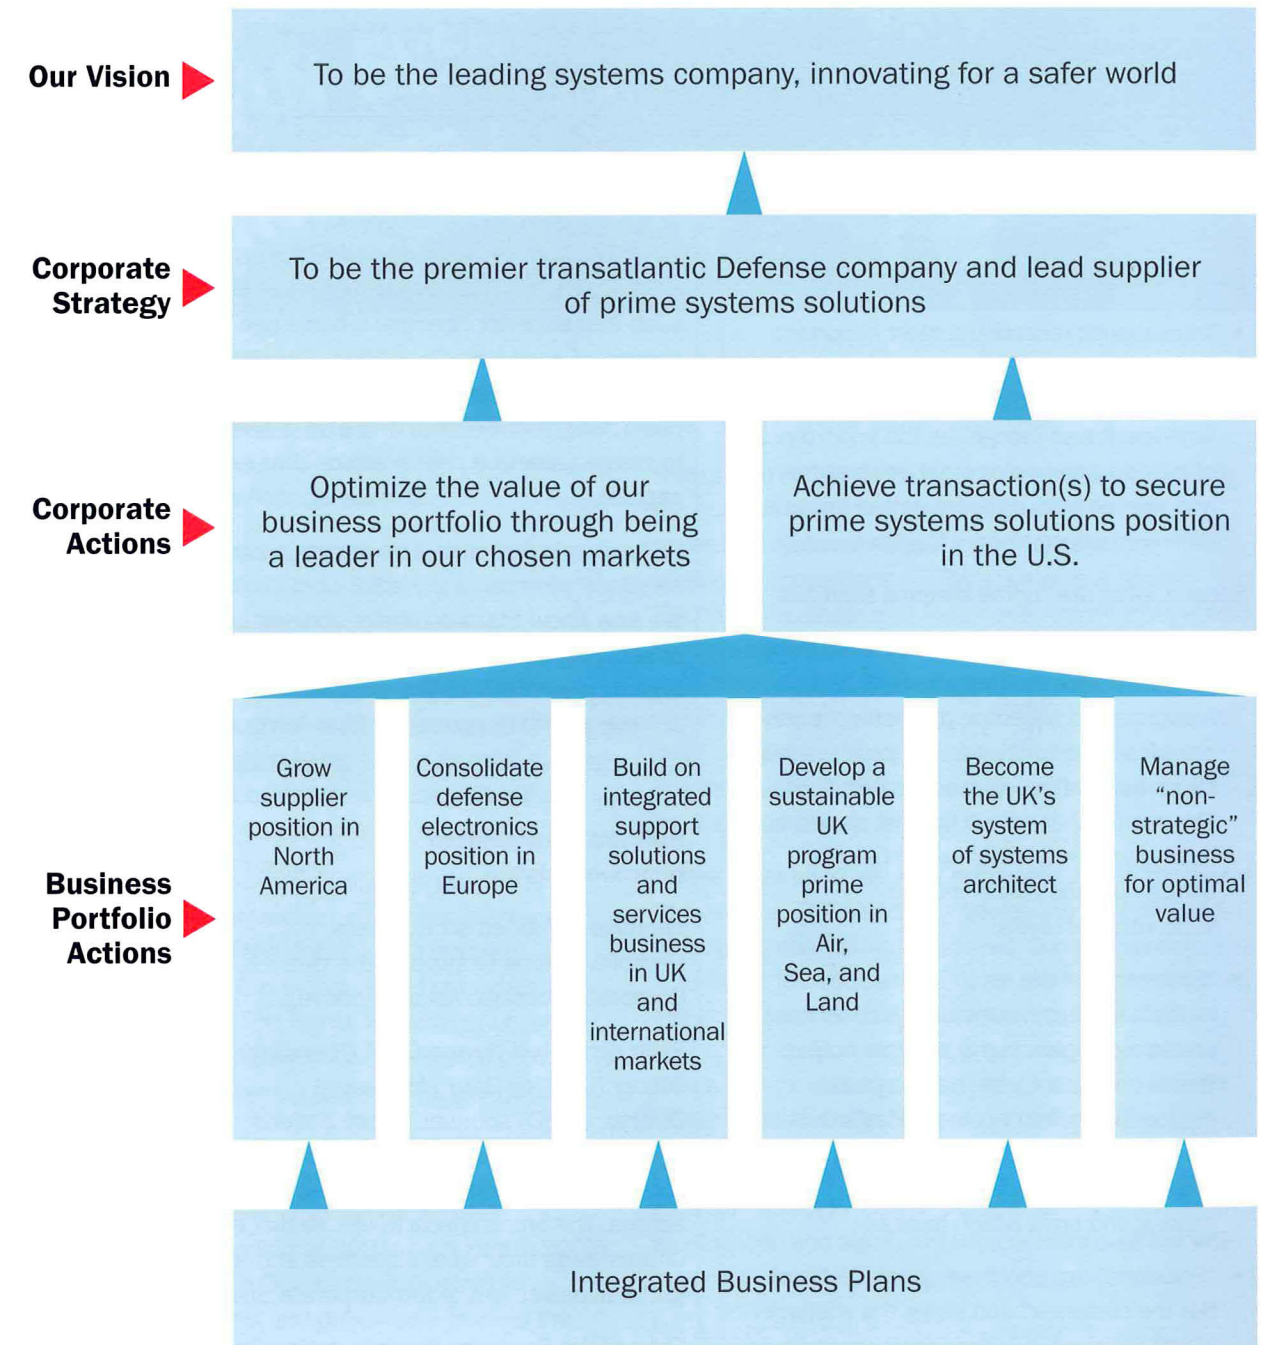 Our Vision
To be the leading systems company, innovating for a safer world
Corporate
Strategy
To be the premier transatlantic Defense company and lead supplier
of prime systems solutions
Corporate
Actions
Optimize the value of our
business portfolio through being
a leader in our chosen markets
Achieve transaction(s) to secure
prime systems solutions position
in the U.S.
Business
Portfolio
Actions
Grow
supplier
position in
North
America
Consolidate
defense
electronics
position in
Europe
Build on
integrated
support
solutions
and
services
business
in UK
and
international
markets
Develop a
sustainable
UK
program
prime
position in
Air,
Sea, and
Land
Become
the UK’s
system
of systems
architect
Manage
“non-
strategic”
business
for optimal
value
Integrated Business Plans